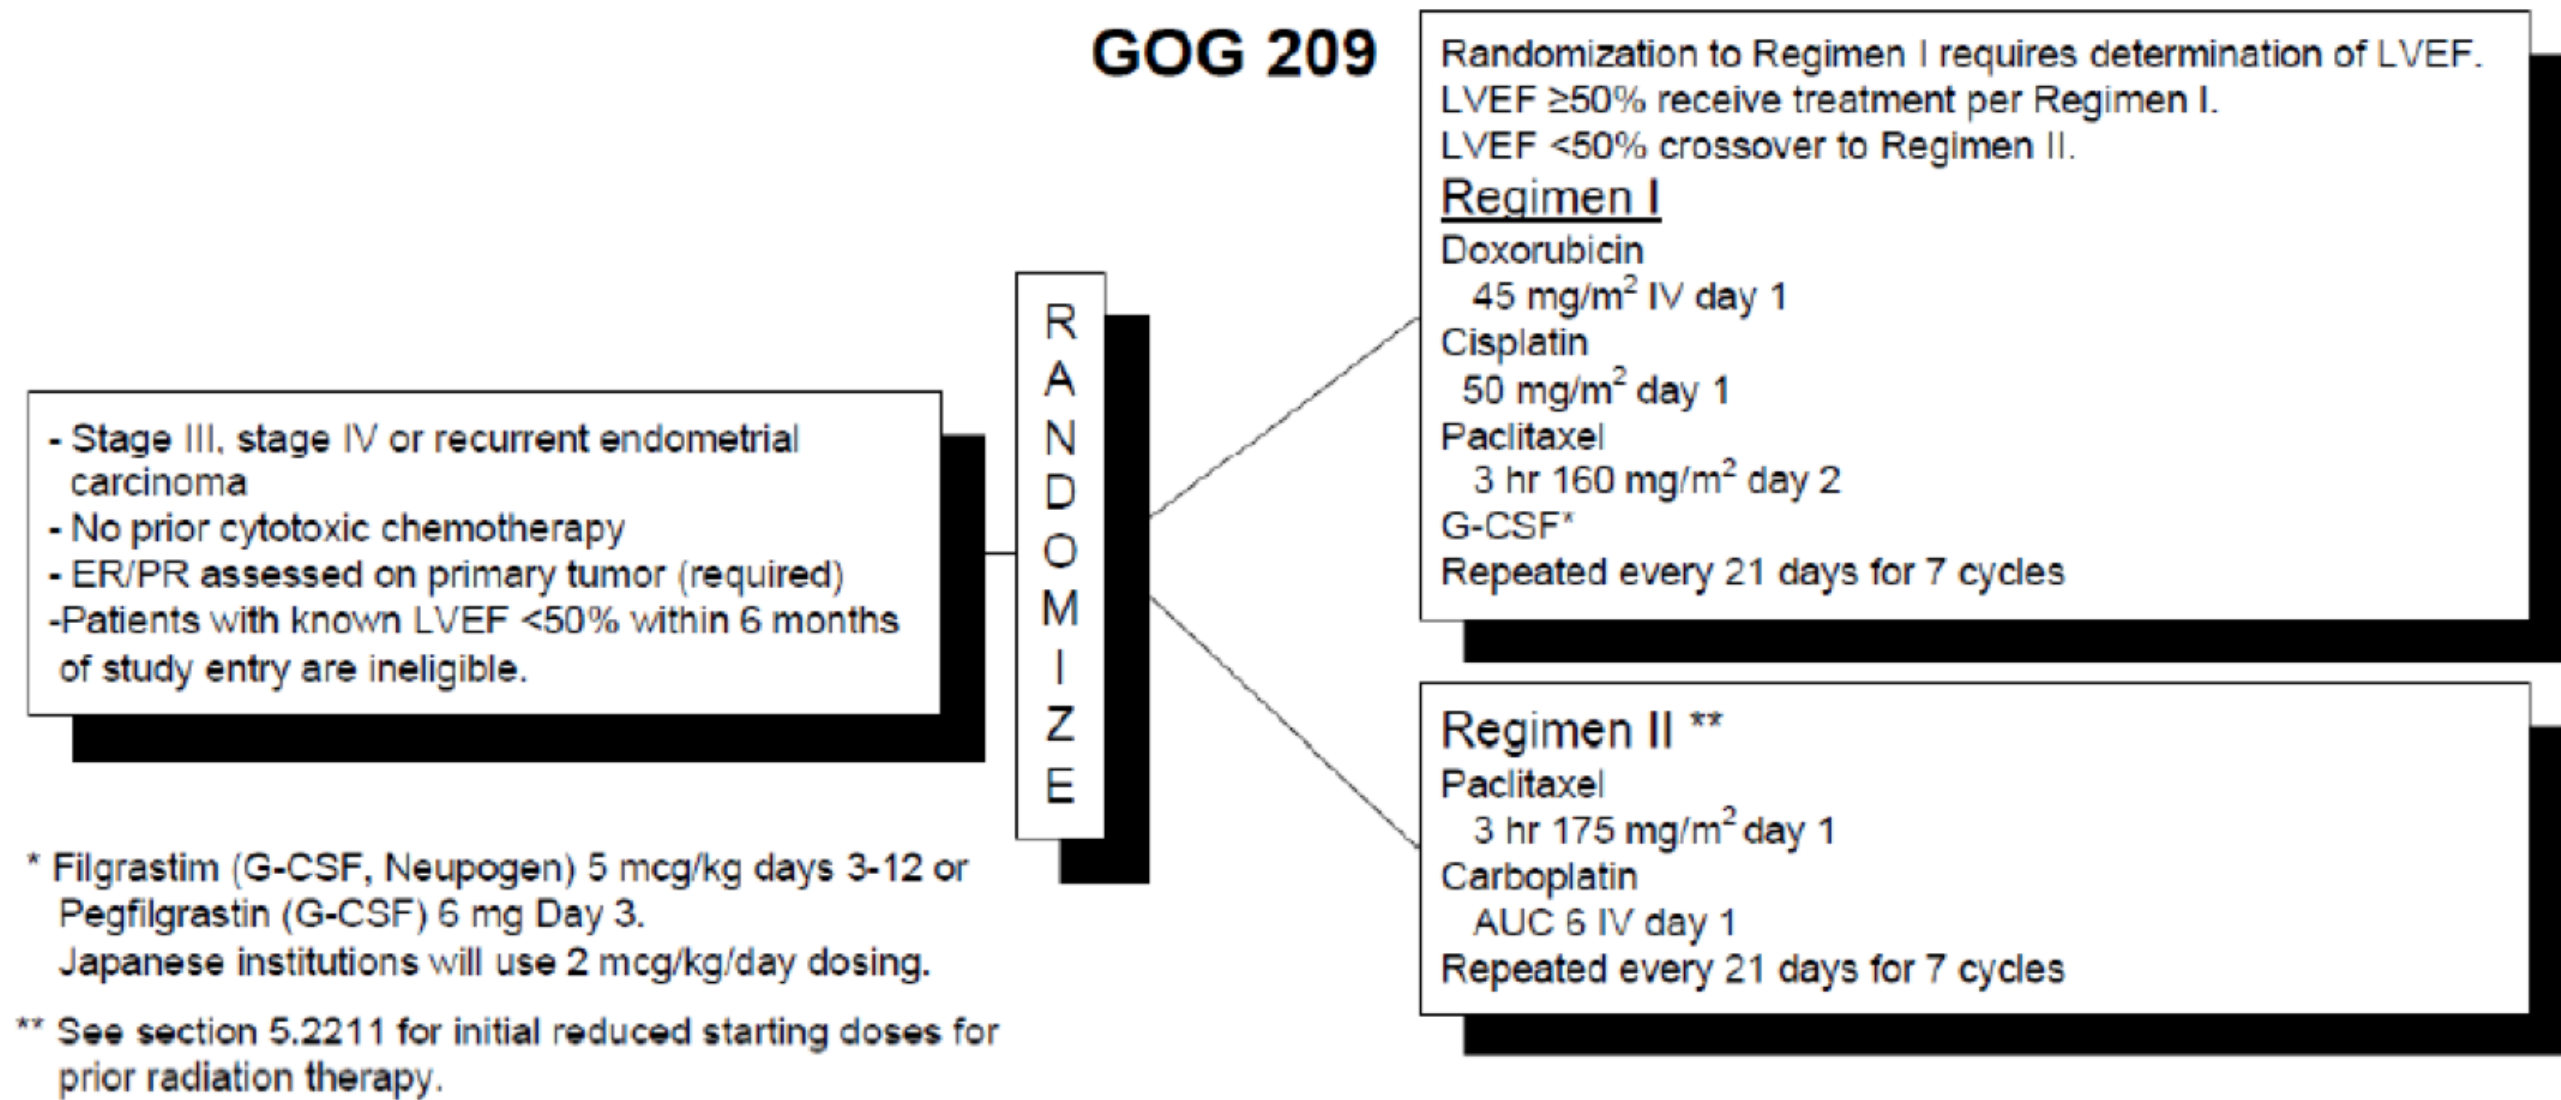 GOG 209
- Stage III, stage IV or recurrent endometrial
carcinoma
- No prior cytotoxic chemotherapy
- ER/PR assessed on primary tumor (required)
-Patients with known LVEF <50% within 6 months
of study entry are ineligible.
R
A
N
D
O
M
I
Z
E
Randomization to Regimen I requires determination of LVEF.
LVEF ≥50% receive treatment per Regimen I.
LVEF <50% crossover to Regimen II.
Regimen I
Doxorubicin
45 mg/m² IV day 1
Cisplatin
50 mg/m² day 1
Paclitaxel
3 hr 160 mg/m² day 2
G-CSF*
Repeated every 21 days for 7 cycles
Regimen II **
Paclitaxel
3 hr 175 mg/m² day 1
Carboplatin
AUC 6 IV day 1
Repeated every 21 days for 7 cycles
* Filgrastim (G-CSF, Neupogen) 5 mcg/kg days 3-12 or
Pegfilgrastin (G-CSF) 6 mg Day 3.
Japanese institutions will use 2 mcg/kg/day dosing.
** See section 5.2211 for initial reduced starting doses for
prior radiation therapy.